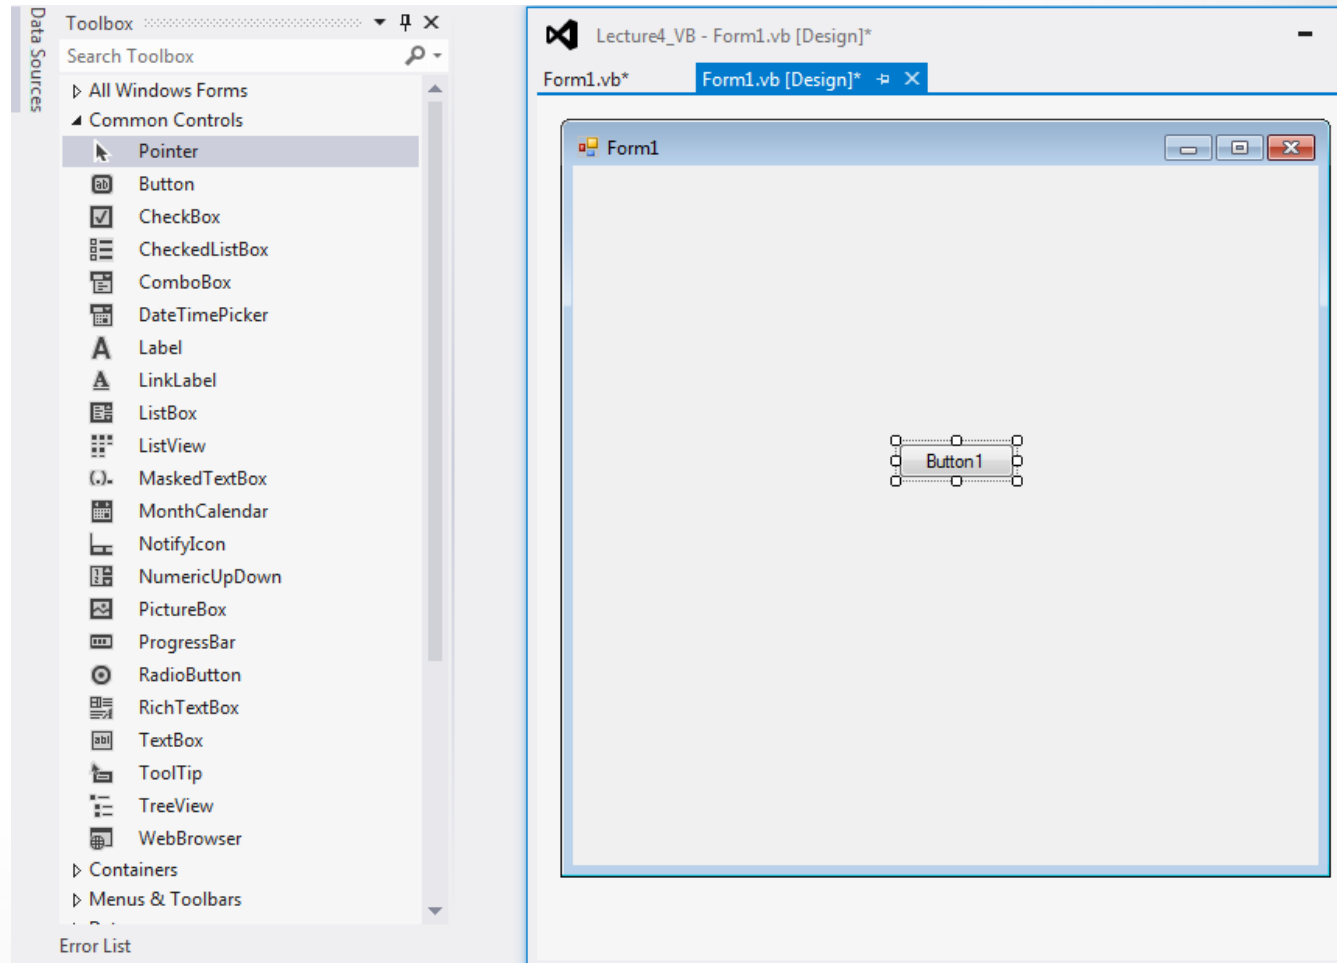 Data Sources
Toolbox
Search Toolbox
All Windows Forms
Common Controls
Pointer
Button
CheckBox
CheckedListBox
ComboBox
DateTimePicker
Label
LinkLabel
ListBox
ListView
MaskedTextBox
MonthCalendar
NotifyIcon
NumericUpDown
PictureBox
ProgressBar
RadioButton
RichTextBox
TextBox
ToolTip
TreeView
WebBrowser
Containers
Menus & Toolbars
Error List
Lecture4_VB - Form1.vb [Design]*
Form1.vb*
Form1.vb [Design]*
Form1
Button1